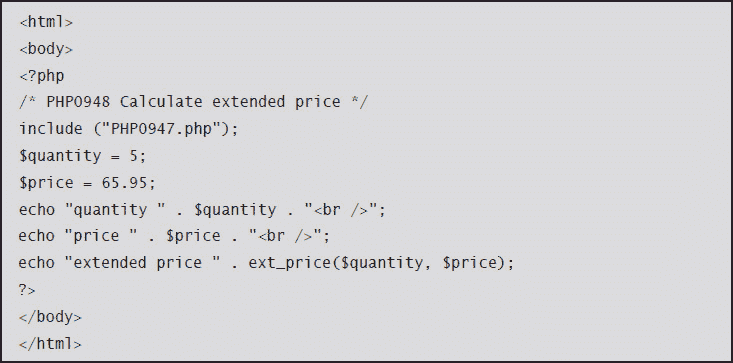 <html>
<body>
<?php
/* PHP0948 Calculate extended price */
include ("PHP0947.php");
$quantity = 5;
$price = 65.95;
echo "quantity " . $quantity . "<br />";
echo "price " . $price . "<br />";
echo "extended price " . ext_price($quantity, $price);
?>
</body>
</html>